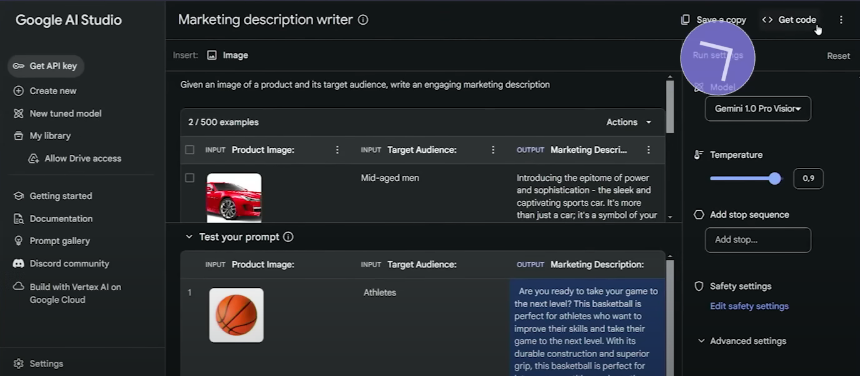 Google AI Studio
Get API key
Create new
New tuned model
My library
Allow Drive access
Getting started
Documentation
Prompt gallery
Discord community
Build with Vertex AI on
Google Cloud
Settings
Marketing description writer
Save a copy
Get code
Insert:
Image
Given an image of a product and its target audience, write an engaging marketing description
2 / 500 examples
Actions
INPUT Product Image:
INPUT Target Audience:
OUTPUT Marketing Descri...
Mid-aged men
Introducing the epitome of power
and sophistication - the sleek and
captivating sports car. It's more
than just a car; it's a symbol of your
Test your prompt
INPUT Product Image:
INPUT Target Audience:
OUTPUT Marketing Description:
1
Athletes
Are you ready to take your game to
the next level? This basketball is
perfect for athletes who want to
improve their skills and take their
game to the next level. With its
durable construction and superior
grip, this basketball is perfect for
Run settings
Reset
Model
Gemini 1.0 Pro Vision
Temperature
0,9
Add stop sequence
Add stop...
Safety settings
Edit safety settings
Advanced settings